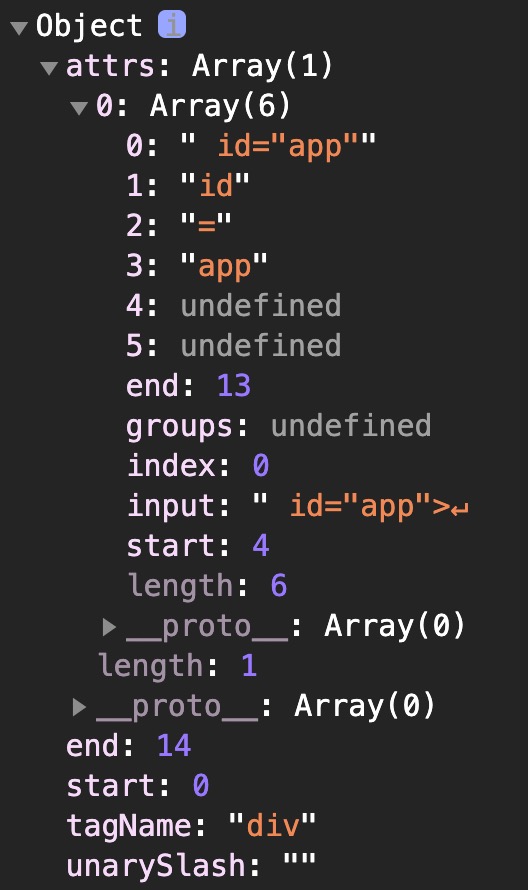 Object i
attrs: Array(1)
0: Array(6)
0: " id="app""
1: "id"
2: "="
3: "app"
4: undefined
5: undefined
end: 13
groups: undefined
index: 0
input: " id="app">↵
start: 4
length: 6
__proto__: Array(0)
length: 1
__proto__: Array(0)
end: 14
start: 0
tagName: "div"
unarySlash: ""